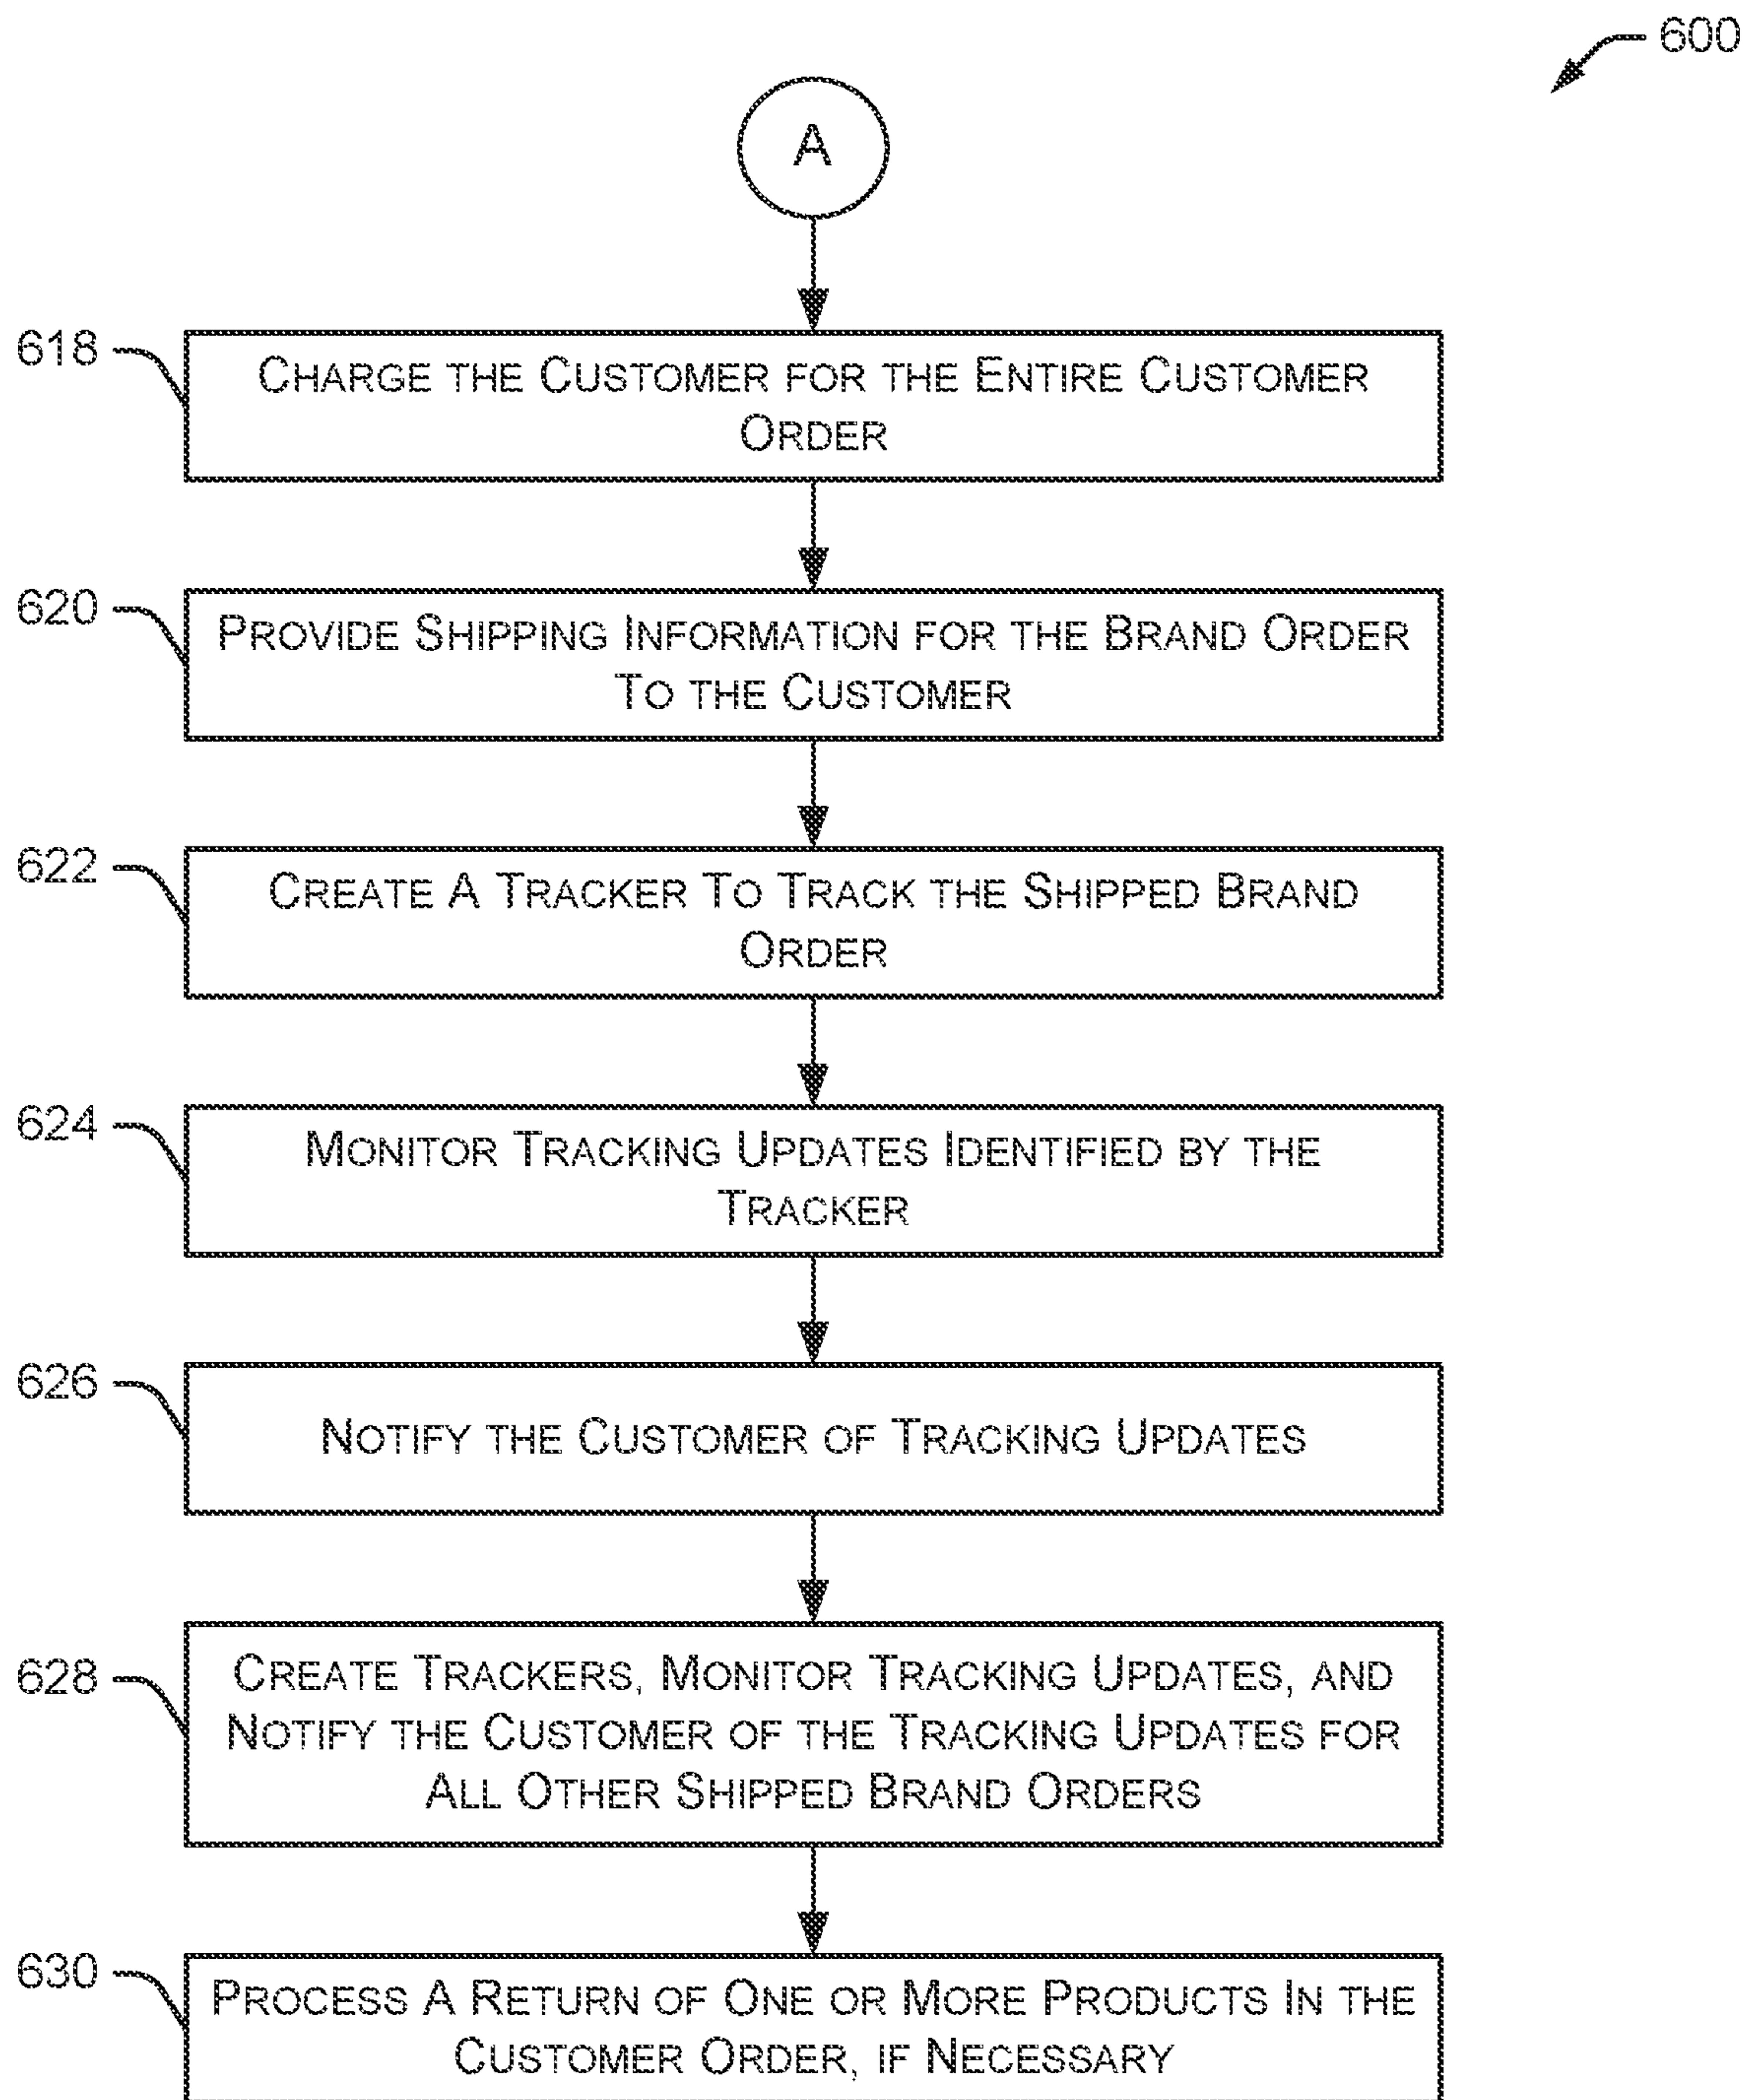 600
A
618
CHARGE THE CUSTOMER FOR THE ENTIRE CUSTOMER
ORDER
620
PROVIDE SHIPPING INFORMATION FOR THE BRAND ORDER
TO THE CUSTOMER
622
CREATE A TRACKER TO TRACK THE SHIPPED BRAND
ORDER
624
MONITOR TRACKING UPDATES IDENTIFIED BY THE
TRACKER
626
NOTIFY THE CUSTOMER OF TRACKING UPDATES
628
CREATE TRACKERS, MONITOR TRACKING UPDATES, AND
NOTIFY THE CUSTOMER OF THE TRACKING UPDATES FOR
ALL OTHER SHIPPED BRAND ORDERS
630
PROCESS A RETURN OF ONE OR MORE PRODUCTS IN THE
CUSTOMER ORDER, IF NECESSARY